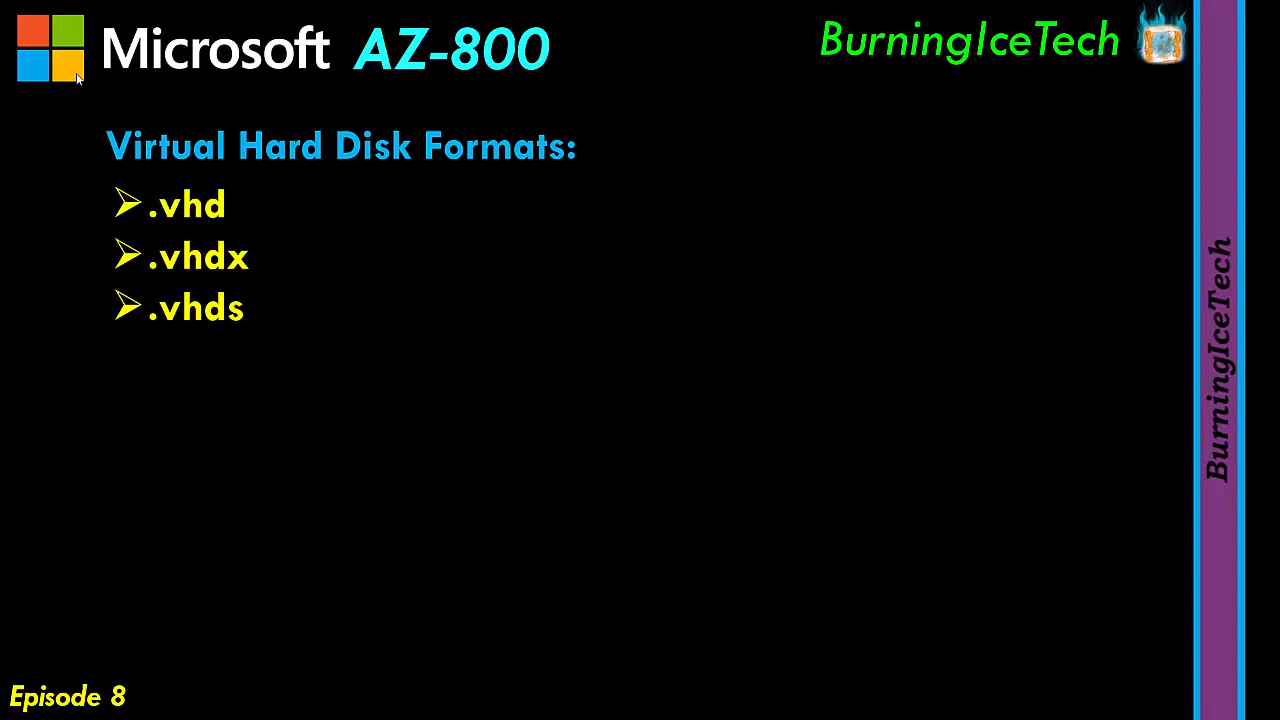 Microsoft AZ-800
BurningIceTech
Virtual Hard Disk Formats:
.vhd
.vhdx
.vhds
BurningIceTech
Episode 8